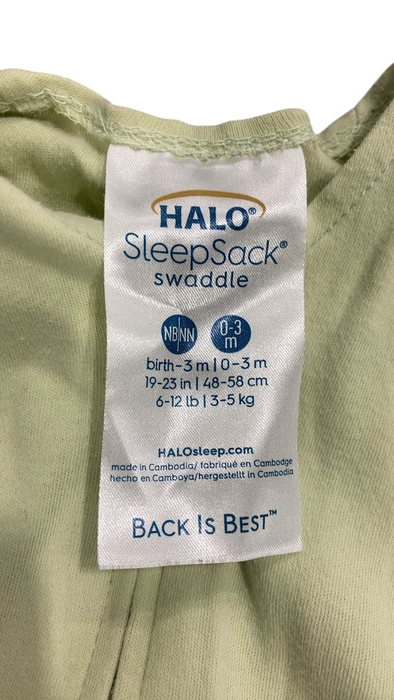 HALO®
SleepSack®
swaddle
NB|NN 0-3 m
birth-3 m | 0-3 m
19-23 in | 48-58 cm
6-12 lb | 3-5 kg
HALOsleep.com
made in Cambodia/ fabriqué en Cambodge
hecho en Camboya/hergestellt in Cambodia
BACK IS BEST™